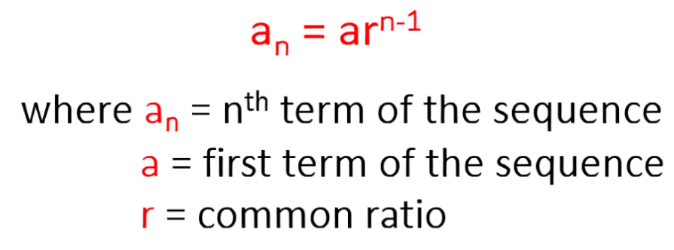 aₙ = arⁿ⁻¹
where aₙ = nᵗʰ term of the sequence
a = first term of the sequence
r = common ratio